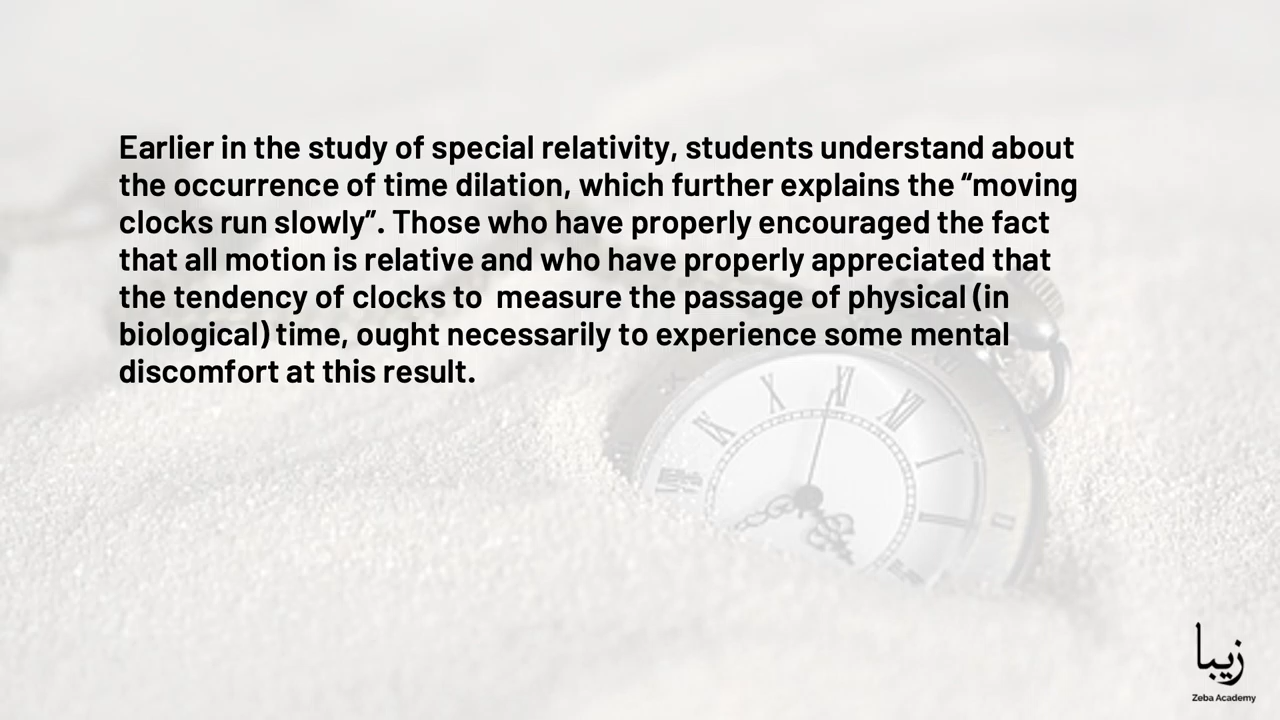 Earlier in the study of special relativity, students understand about
the occurrence of time dilation, which further explains the “moving
clocks run slowly”. Those who have properly encouraged the fact
that all motion is relative and who have properly appreciated that
the tendency of clocks to  measure the passage of physical (in
biological) time, ought necessarily to experience some mental
discomfort at this result.
زيبا
Zeba Academy